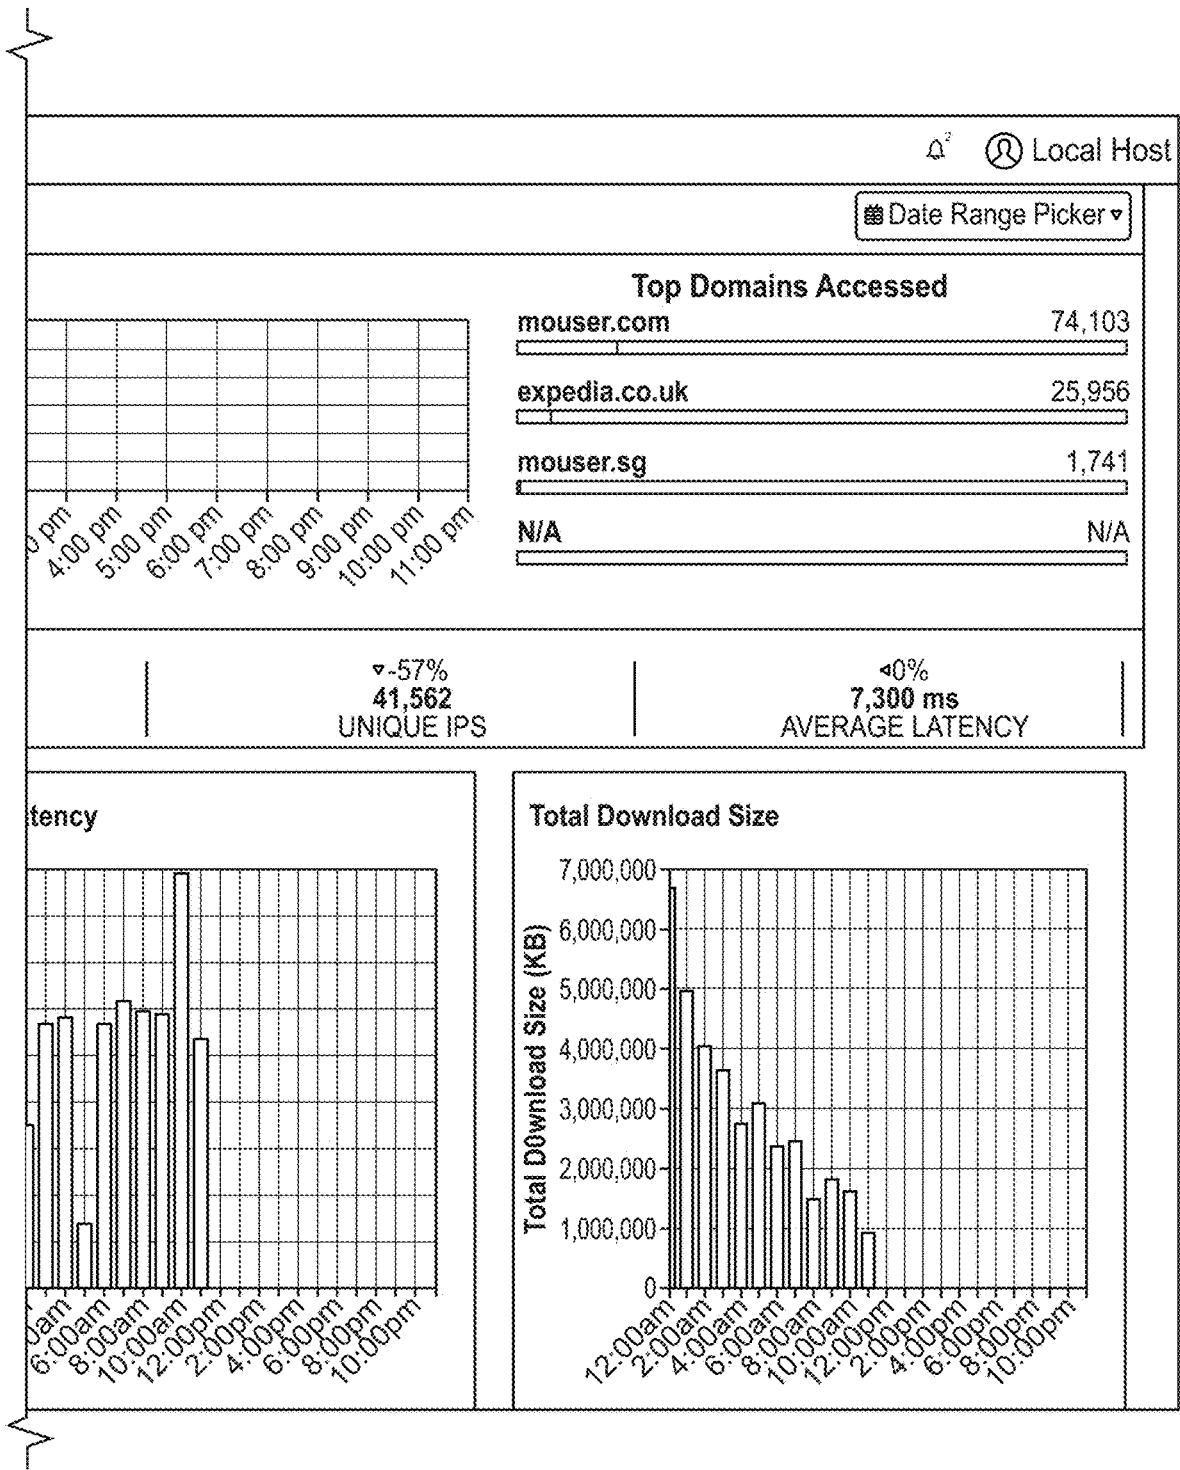 2
Local Host
Date Range Picker
Top Domains Accessed
mouser.com 74,103
expedia.co.uk 25,956
mouser.sg 1,741
N/A N/A
0 pm 4:00 pm 5:00 pm 6:00 pm 7:00 pm 8:00 pm 9:00 pm 10:00 pm 11:00 pm
-57%
41,562
UNIQUE IPS
0%
7,300 ms
AVERAGE LATENCY
tency
0am 6:00am 8:00am 10:00am 12:00pm 2:00pm 4:00pm 6:00pm 8:00pm 10:00pm
Total Download Size
Total D0wnload Size (KB)
7,000,000
6,000,000
5,000,000
4,000,000
3,000,000
2,000,000
1,000,000
0
12:00am 2:00am 4:00am 6:00am 8:00am 10:00am 12:00pm 2:00pm 4:00pm 6:00pm 8:00pm 10:00pm